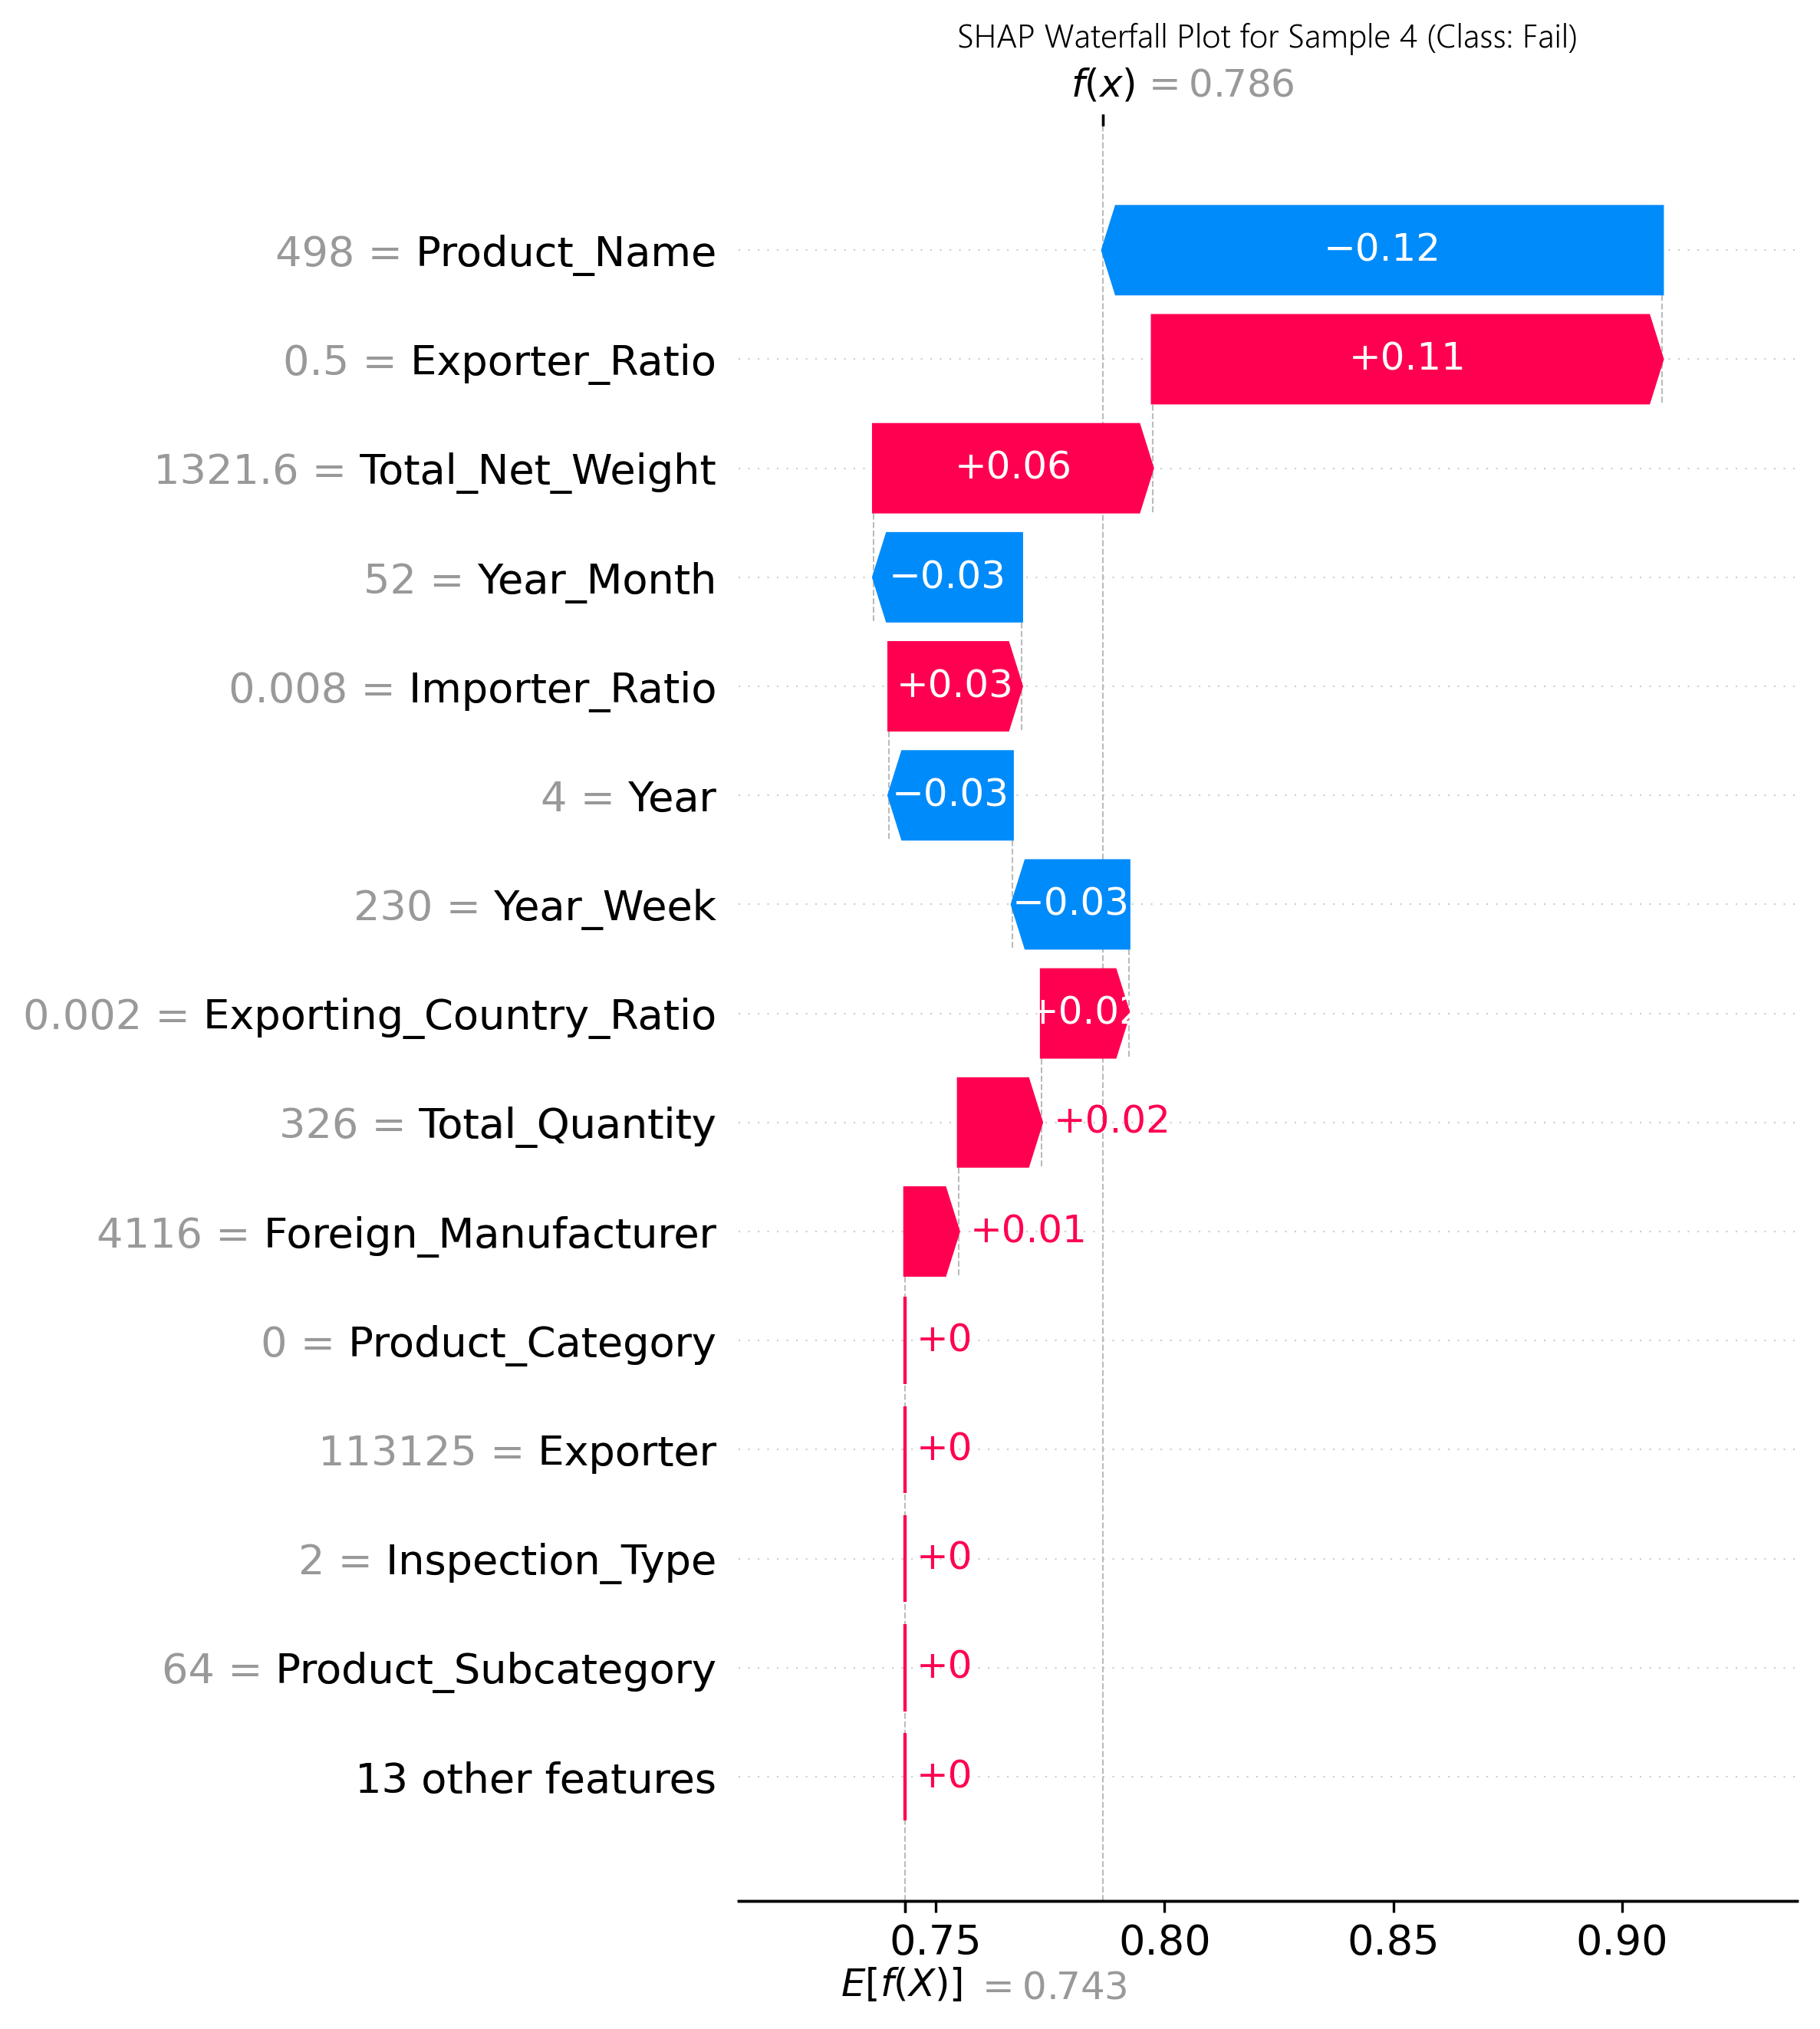 SHAP Waterfall Plot for Sample 4 (Class: Fail)
f(x) = 0.786
498 = Product_Name −0.12
0.5 = Exporter_Ratio +0.11
1321.6 = Total_Net_Weight +0.06
52 = Year_Month −0.03
0.008 = Importer_Ratio +0.03
4 = Year −0.03
230 = Year_Week −0.03
0.002 = Exporting_Country_Ratio +0.02
326 = Total_Quantity +0.02
4116 = Foreign_Manufacturer +0.01
0 = Product_Category +0
113125 = Exporter +0
2 = Inspection_Type +0
64 = Product_Subcategory +0
13 other features +0
0.75 0.80 0.85 0.90
E[f(X)] = 0.743